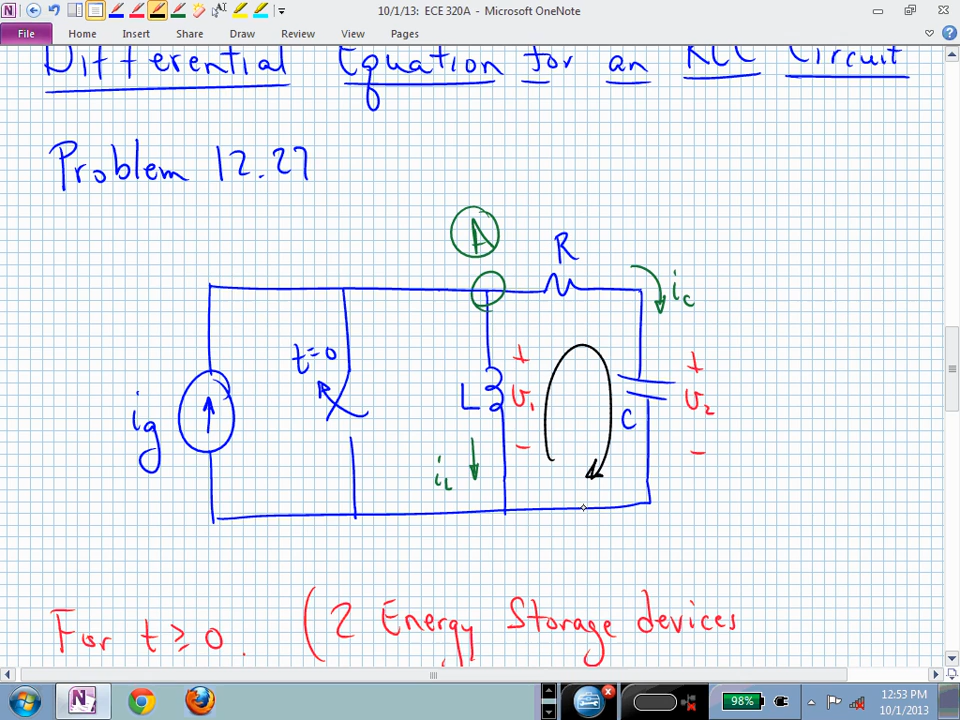 10/1/13: ECE 320A - Microsoft OneNote
File Home Insert Share Draw Review View Pages
Differential Equation for an RLC Circuit
Problem 12.27
A
R
ic
t=0
+ +
ig L v1 C v2
- -
iL
For t ≥ 0. (2 Energy Storage devices
98% 12:53 PM
10/1/2013